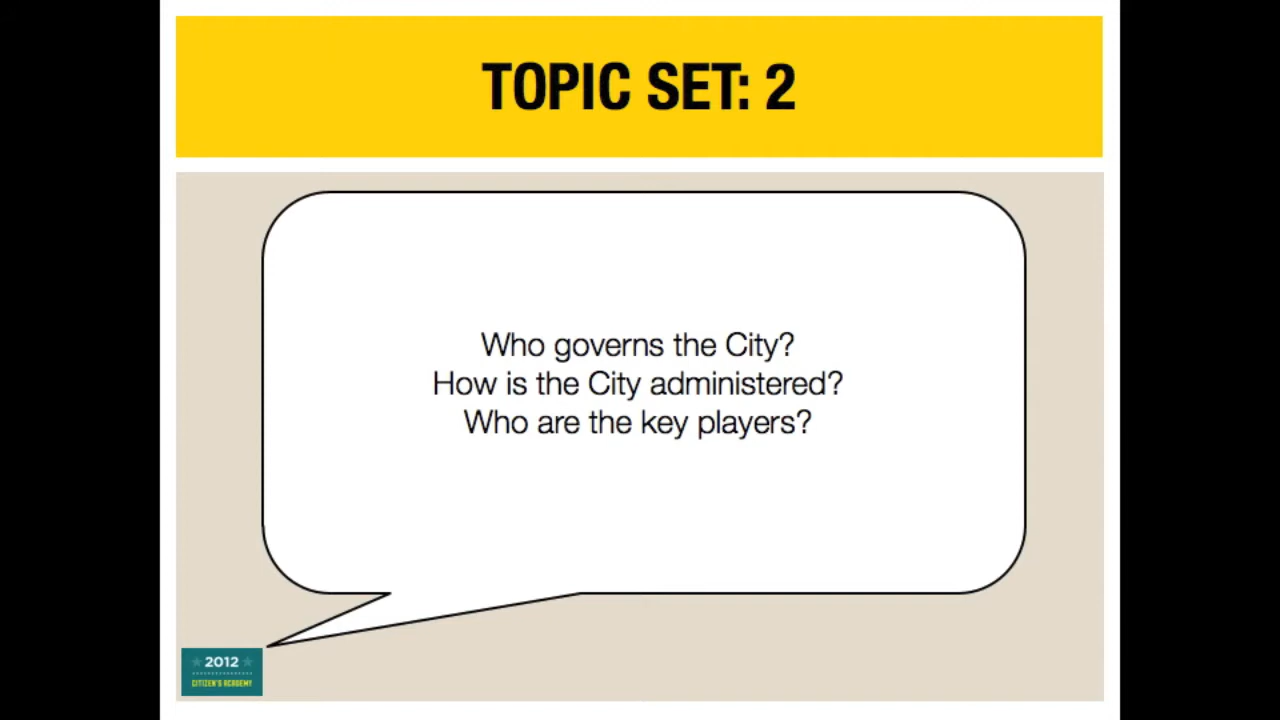 TOPIC SET: 2
Who governs the City?
How is the City administered?
Who are the key players?
2012
CITIZEN'S ACADEMY